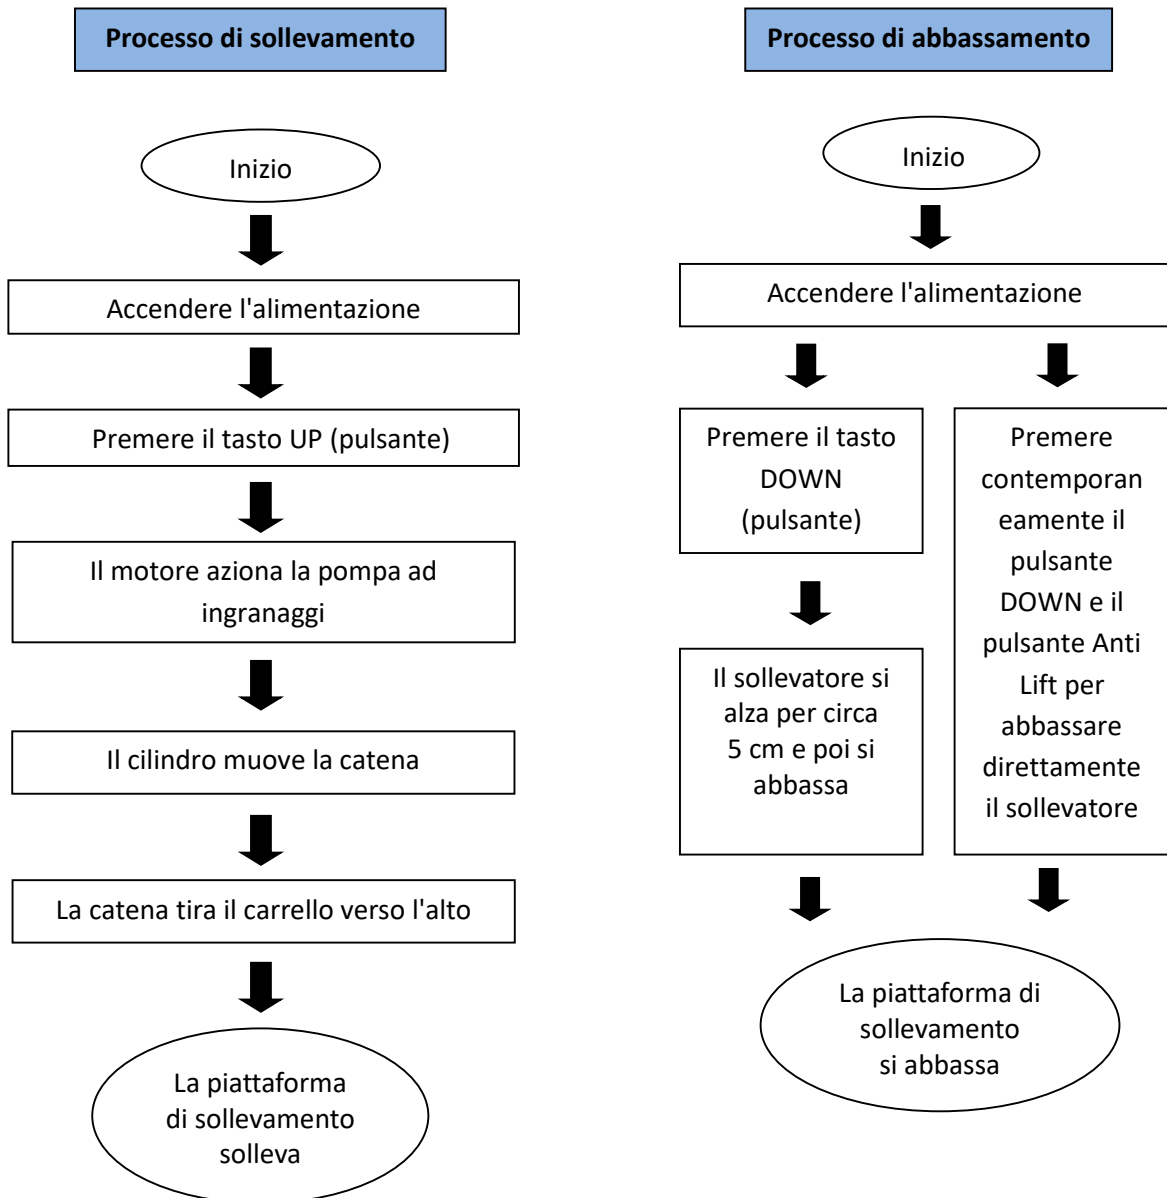 Processo di sollevamento
Inizio
Accendere l'alimentazione
Premere il tasto UP (pulsante)
Il motore aziona la pompa ad
ingranaggi
Il cilindro muove la catena
La catena tira il carrello verso l'alto
La piattaforma
di sollevamento
solleva
Processo di abbassamento
Inizio
Accendere l'alimentazione
Premere il tasto
DOWN
(pulsante)
Il sollevatore si
alza per circa
5 cm e poi si
abbassa
Premere
contemporan
eamente il
pulsante
DOWN e il
pulsante Anti
Lift per
abbassare
direttamente
il sollevatore
La piattaforma di
sollevamento
si abbassa